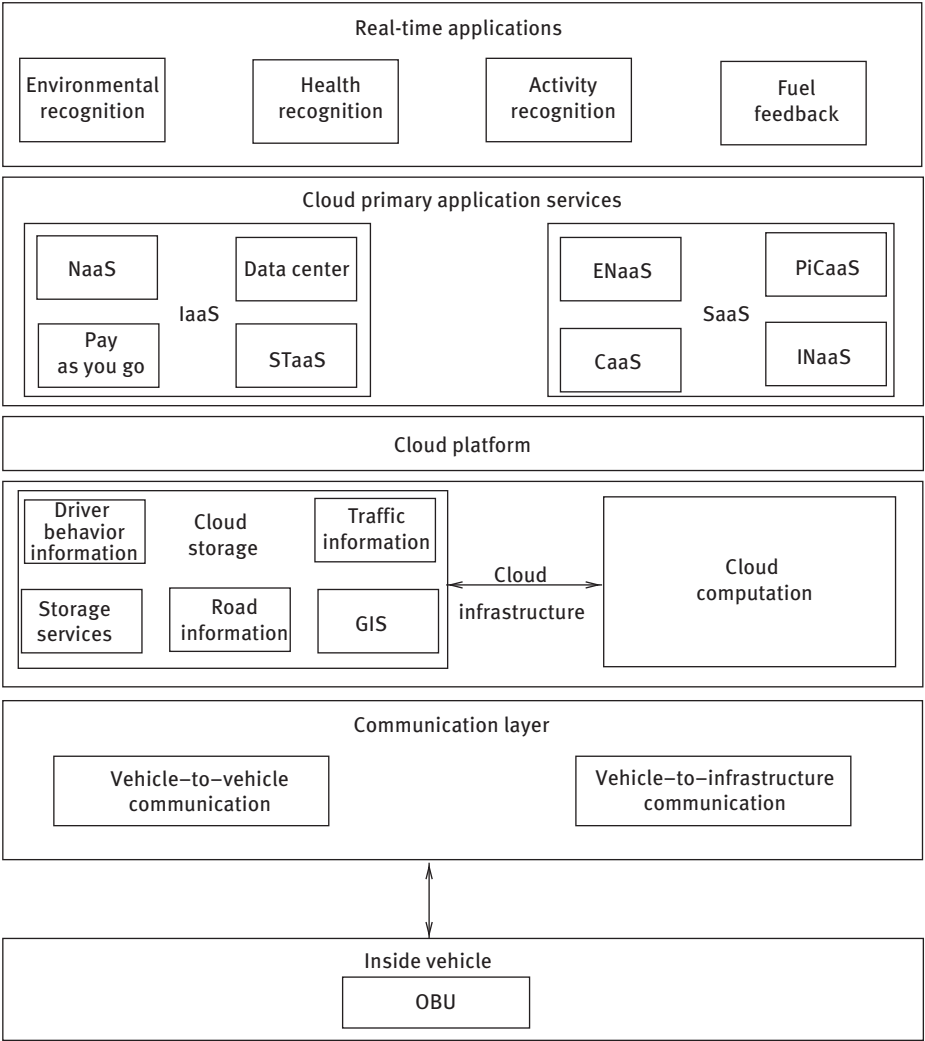 Real-time applications
Environmental
recognition
Health
recognition
Activity
recognition
Fuel
feedback
Cloud primary application services
NaaS
Data center
IaaS
Pay
as you go
STaaS
ENaaS
PiCaaS
SaaS
CaaS
INaaS
Cloud platform
Driver
behavior
information
Cloud
storage
Traffic
information
Storage
services
Road
information
GIS
Cloud
infrastructure
Cloud
computation
Communication layer
Vehicle–to–vehicle
communication
Vehicle–to–infrastructure
communication
Inside vehicle
OBU